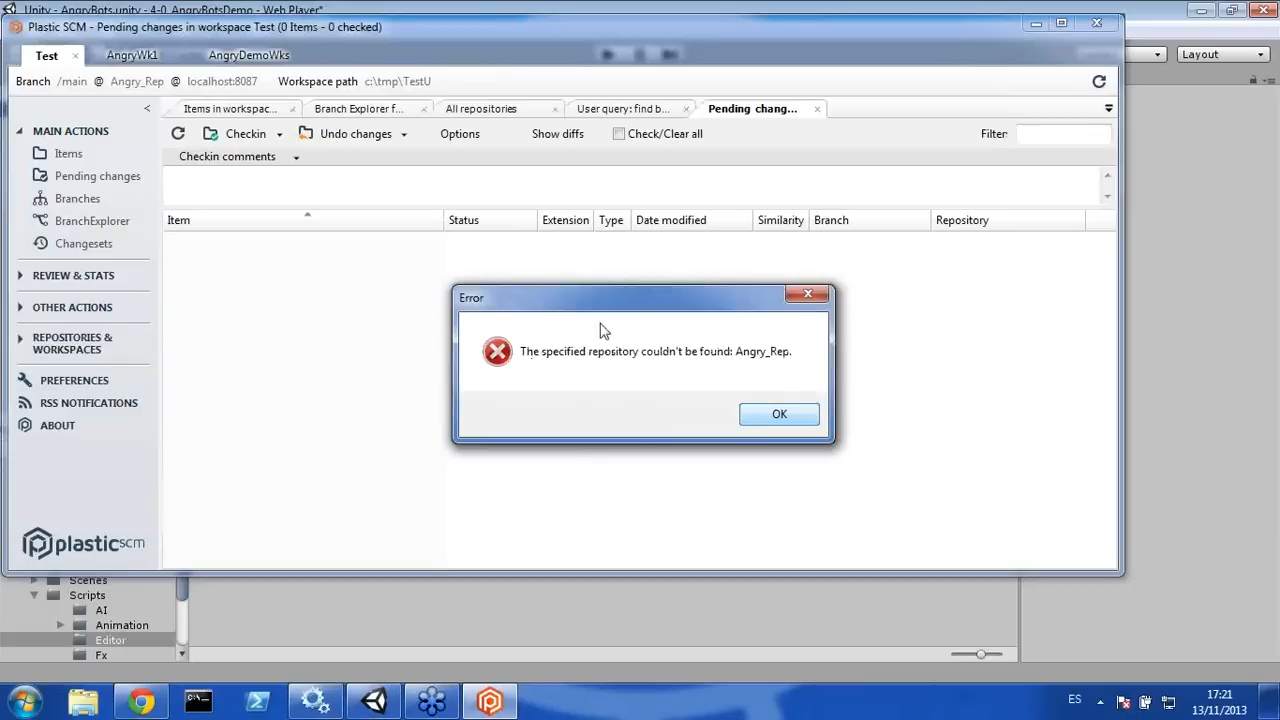 Unity - AngryBots.unity - 4-0_AngryBotsDemo - Web Player*
Plastic SCM - Pending changes in workspace Test (0 Items - 0 checked)
Test AngryWk1 AngryDemoWks
Layout
Branch /main @ Angry_Rep @ localhost:8087 Workspace path c:\tmp\TestU
Items in workspac... Branch Explorer f... All repositories User query: find b... Pending chang...
MAIN ACTIONS
Items
Pending changes
Branches
BranchExplorer
Changesets
REVIEW & STATS
OTHER ACTIONS
REPOSITORIES &
WORKSPACES
PREFERENCES
RSS NOTIFICATIONS
ABOUT
plasticscm
Checkin Undo changes Options Show diffs Check/Clear all Filter:
Checkin comments
Item Status Extension Type Date modified Similarity Branch Repository
Error
The specified repository couldn't be found: Angry_Rep.
OK
Scenes
Scripts
AI
Animation
Editor
Fx
ES
17:21
13/11/2013